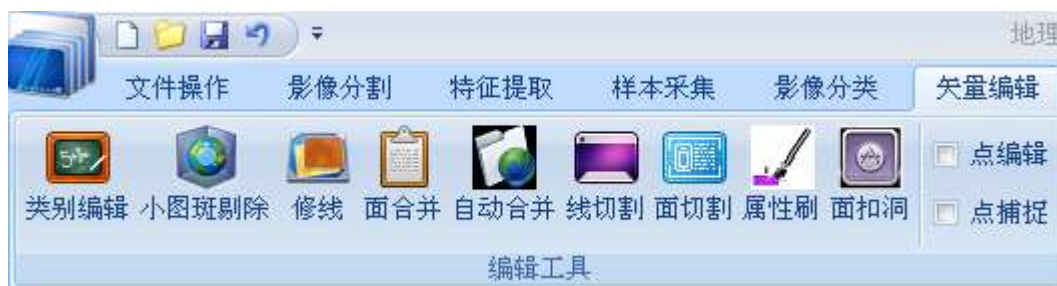 地理
文件操作 影像分割 特征提取 样本采集 影像分类 矢量编辑
类别编辑 小图斑剔除 修线 面合并 自动合并 线切割 面切割 属性刷 面扣洞
点编辑
点捕捉
编辑工具